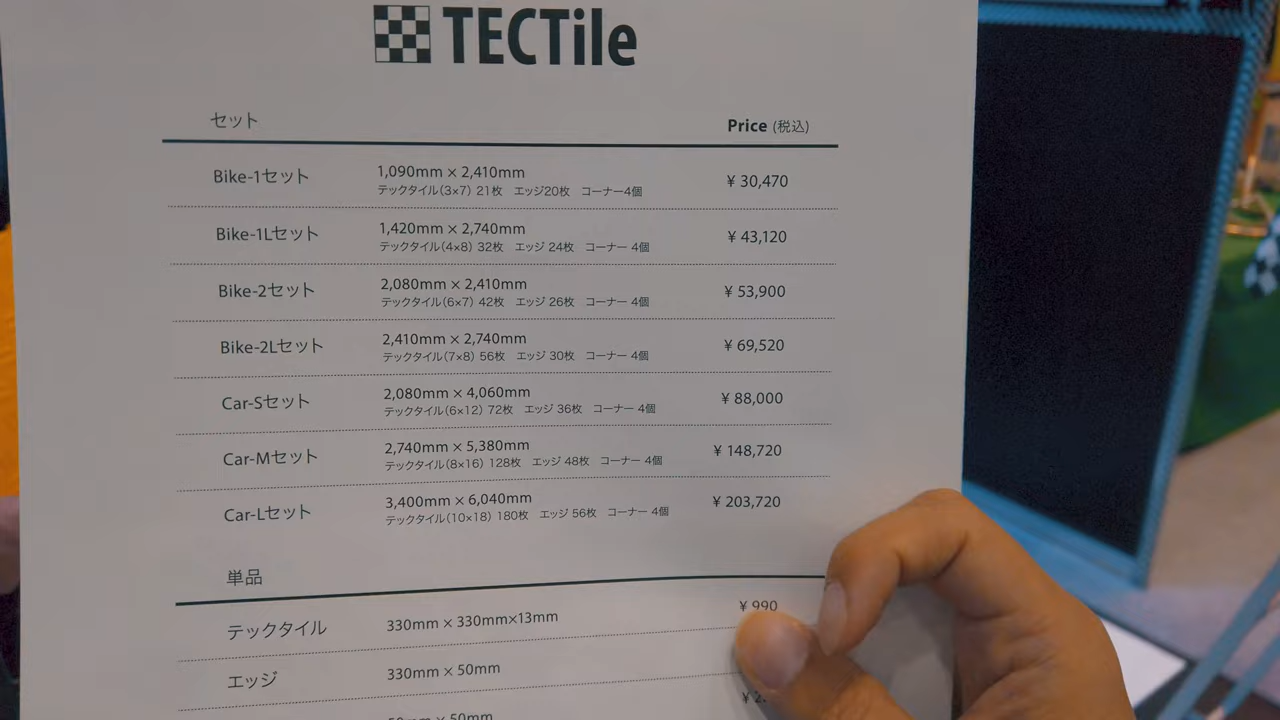 TECTile
セット Price (税込)
Bike-1セット 1,090mm × 2,410mm ¥ 30,470
テックタイル(3×7) 21枚 エッジ20枚 コーナー4個
Bike-1Lセット 1,420mm × 2,740mm ¥ 43,120
テックタイル(4×8) 32枚 エッジ 24枚 コーナー 4個
Bike-2セット 2,080mm × 2,410mm ¥ 53,900
テックタイル(6×7) 42枚 エッジ 26枚 コーナー 4個
Bike-2Lセット 2,410mm × 2,740mm ¥ 69,520
テックタイル(7×8) 56枚 エッジ 30枚 コーナー 4個
Car-Sセット 2,080mm × 4,060mm ¥ 88,000
テックタイル(6×12) 72枚 エッジ 36枚 コーナー 4個
Car-Mセット 2,740mm × 5,380mm ¥ 148,720
テックタイル(8×16) 128枚 エッジ 48枚 コーナー 4個
Car-Lセット 3,400mm × 6,040mm ¥ 203,720
テックタイル(10×18) 180枚 エッジ 56枚 コーナー 4個
単品
テックタイル 330mm × 330mm×13mm ¥ 990
エッジ 330mm × 50mm
50mm × 50mm